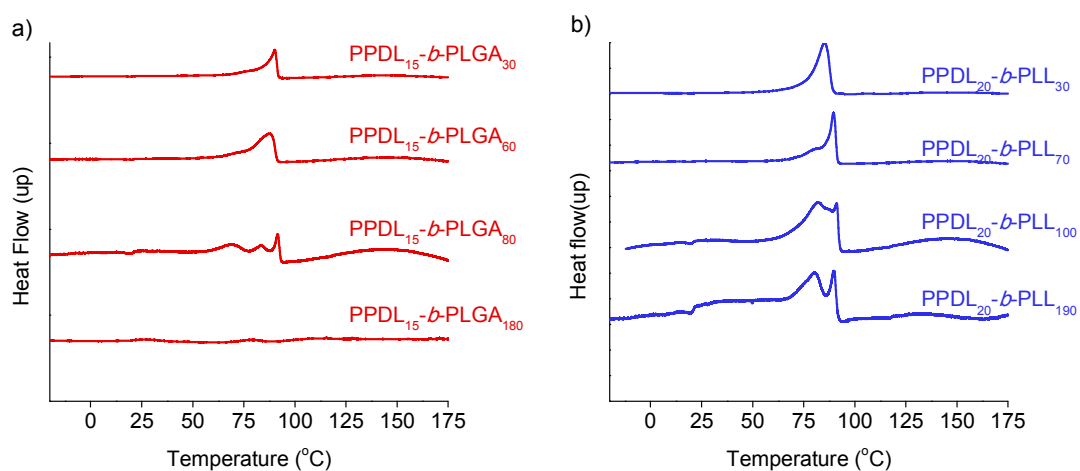 a)
PPDL15-b-PLGA30
PPDL15-b-PLGA60
PPDL15-b-PLGA80
PPDL15-b-PLGA180
Heat Flow (up)
0 25 50 75 100 125 150 175
Temperature (oC)
b)
PPDL20-b-PLL30
PPDL20-b-PLL70
PPDL20-b-PLL100
PPDL20-b-PLL190
Heat flow(up)
0 25 50 75 100 125 150 175
Temperature (oC)